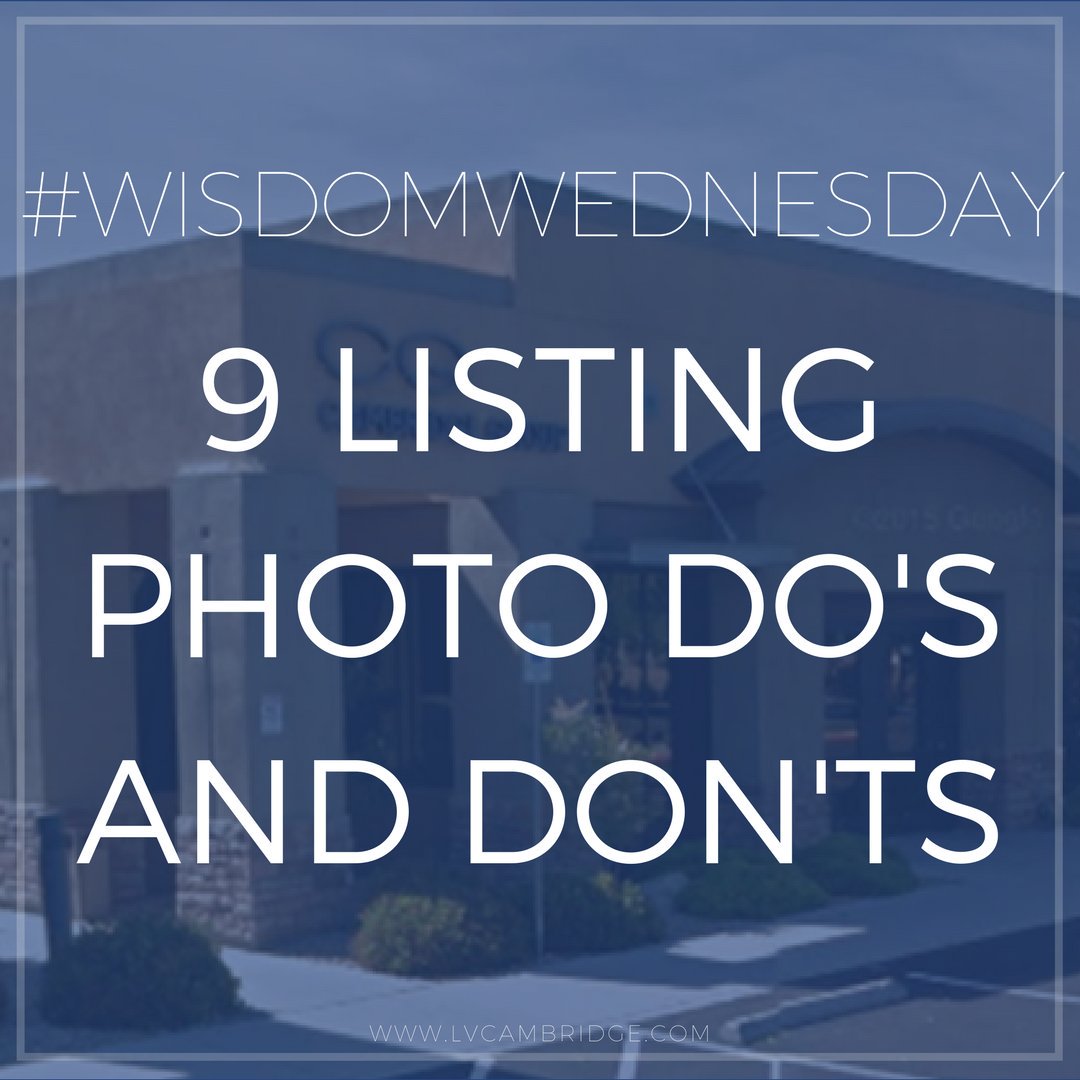 #WISDOMWEDNESDAY
9 LISTING
PHOTO DO'S
AND DON'TS
WWW.LVCAMBRIDGE.COM